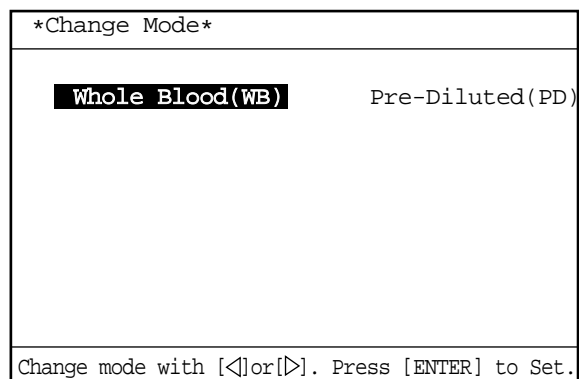 *Change Mode*
Whole Blood(WB) Pre-Diluted(PD)
Change mode with [◁]or[▷]. Press [ENTER] to Set.